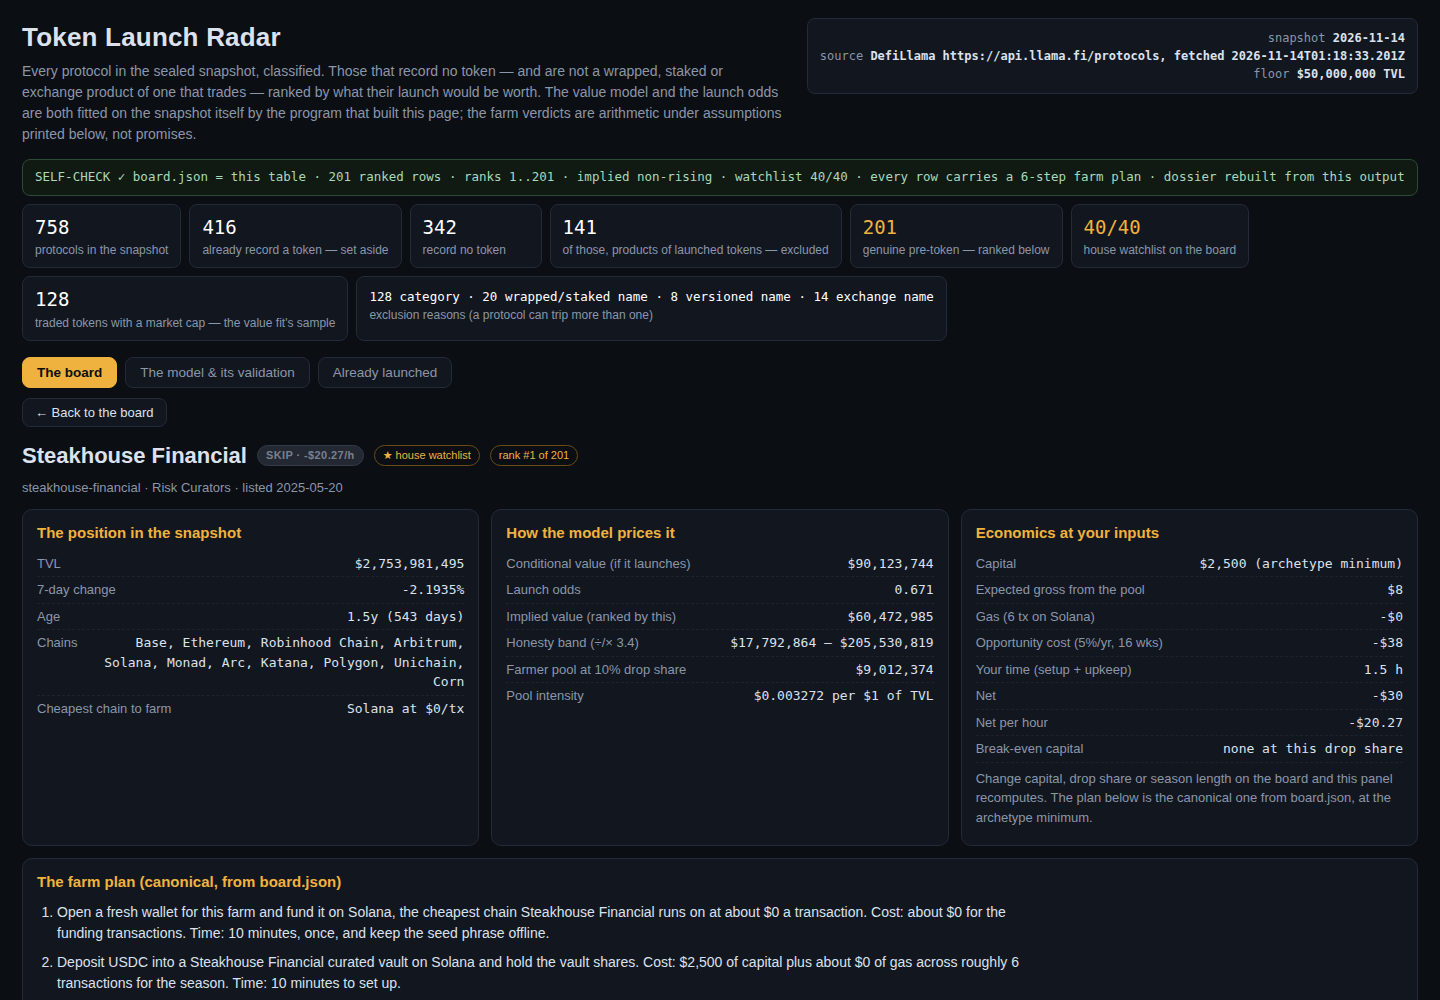 Token Launch Radar
Every protocol in the sealed snapshot, classified. Those that record no token — and are not a wrapped, staked or
exchange product of one that trades — ranked by what their launch would be worth. The value model and the launch odds
are both fitted on the snapshot itself by the program that built this page; the farm verdicts are arithmetic under assumptions
printed below, not promises.
snapshot 2026-11-14
source DefiLlama https://api.llama.fi/protocols, fetched 2026-11-14T01:18:33.201Z
floor $50,000,000 TVL
SELF-CHECK ✓ board.json = this table · 201 ranked rows · ranks 1..201 · implied non-rising · watchlist 40/40 · every row carries a 6-step farm plan · dossier rebuilt from this output
758
protocols in the snapshot
416
already record a token — set aside
342
record no token
141
of those, products of launched tokens — excluded
201
genuine pre-token — ranked below
40/40
house watchlist on the board
128
traded tokens with a market cap — the value fit's sample
128 category · 20 wrapped/staked name · 8 versioned name · 14 exchange name
exclusion reasons (a protocol can trip more than one)
The board
The model & its validation
Already launched
← Back to the board
Steakhouse Financial
SKIP · -$20.27/h
★ house watchlist
rank #1 of 201
steakhouse-financial · Risk Curators · listed 2025-05-20
The position in the snapshot
TVL $2,753,981,495
7-day change -2.1935%
Age 1.5y (543 days)
Chains Base, Ethereum, Robinhood Chain, Arbitrum,
Solana, Monad, Arc, Katana, Polygon, Unichain,
Corn
Cheapest chain to farm Solana at $0/tx
How the model prices it
Conditional value (if it launches) $90,123,744
Launch odds 0.671
Implied value (ranked by this) $60,472,985
Honesty band (÷/× 3.4) $17,792,864 — $205,530,819
Farmer pool at 10% drop share $9,012,374
Pool intensity $0.003272 per $1 of TVL
Economics at your inputs
Capital $2,500 (archetype minimum)
Expected gross from the pool $8
Gas (6 tx on Solana) -$0
Opportunity cost (5%/yr, 16 wks) -$38
Your time (setup + upkeep) 1.5 h
Net -$30
Net per hour -$20.27
Break-even capital none at this drop share
Change capital, drop share or season length on the board and this panel
recomputes. The plan below is the canonical one from board.json, at the
archetype minimum.
The farm plan (canonical, from board.json)
1. Open a fresh wallet for this farm and fund it on Solana, the cheapest chain Steakhouse Financial runs on at about $0 a transaction. Cost: about $0 for the
funding transactions. Time: 10 minutes, once, and keep the seed phrase offline.
2. Deposit USDC into a Steakhouse Financial curated vault on Solana and hold the vault shares. Cost: $2,500 of capital plus about $0 of gas across roughly 6
transactions for the season. Time: 10 minutes to set up.